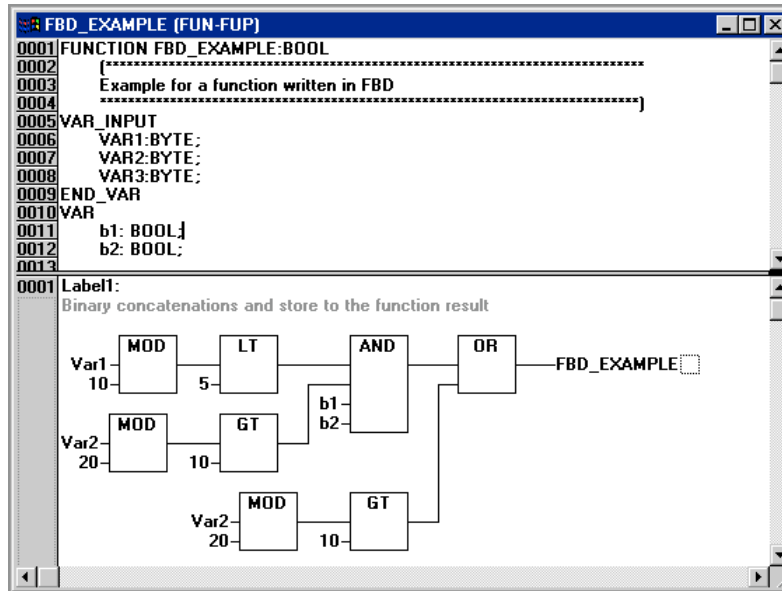 FBD_EXAMPLE (FUN-FUP)
0001 FUNCTION FBD_EXAMPLE:BOOL
0002 (******************************************************************************
0003 Example for a function written in FBD
0004 ******************************************************************************)
0005 VAR_INPUT
0006 VAR1:BYTE;
0007 VAR2:BYTE;
0008 VAR3:BYTE;
0009 END_VAR
0010 VAR
0011 b1: BOOL;
0012 b2: BOOL;
0013
0001 Label1:
Binary concatenations and store to the function result
MOD LT AND OR
Var1 FBD_EXAMPLE
10 5
b1
MOD GT b2
Var2
20 10
MOD GT
Var2
20 10